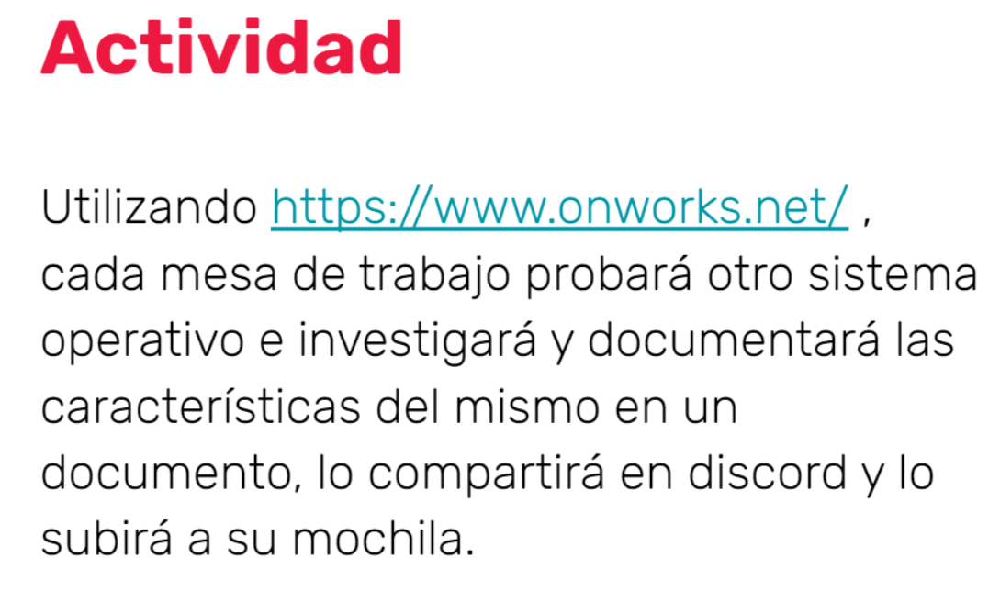 Actividad
Utilizando https://www.onworks.net/ ,
cada mesa de trabajo probará otro sistema
operativo e investigará y documentará las
características del mismo en un
documento, lo compartirá en discord y lo
subirá a su mochila.